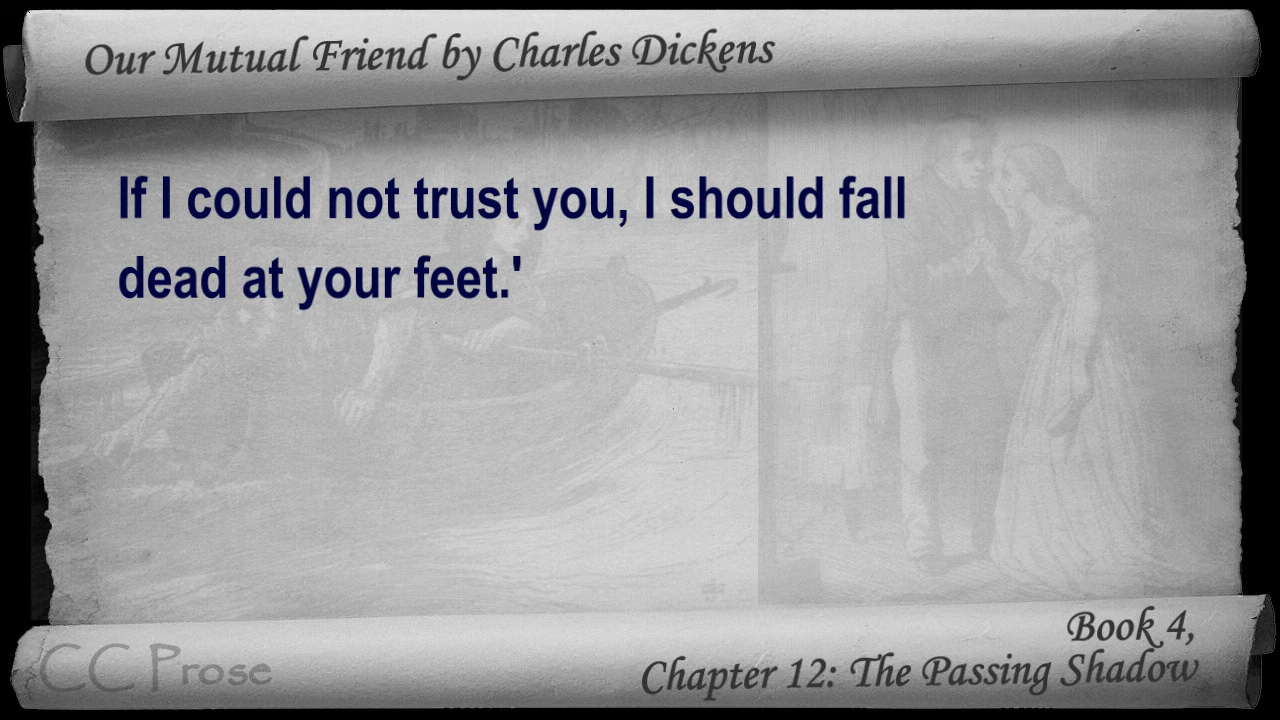 Our Mutual Friend by Charles Dickens
If I could not trust you, I should fall
dead at your feet.'
Book 4,
Chapter 12: The Passing Shadow
CC Prose